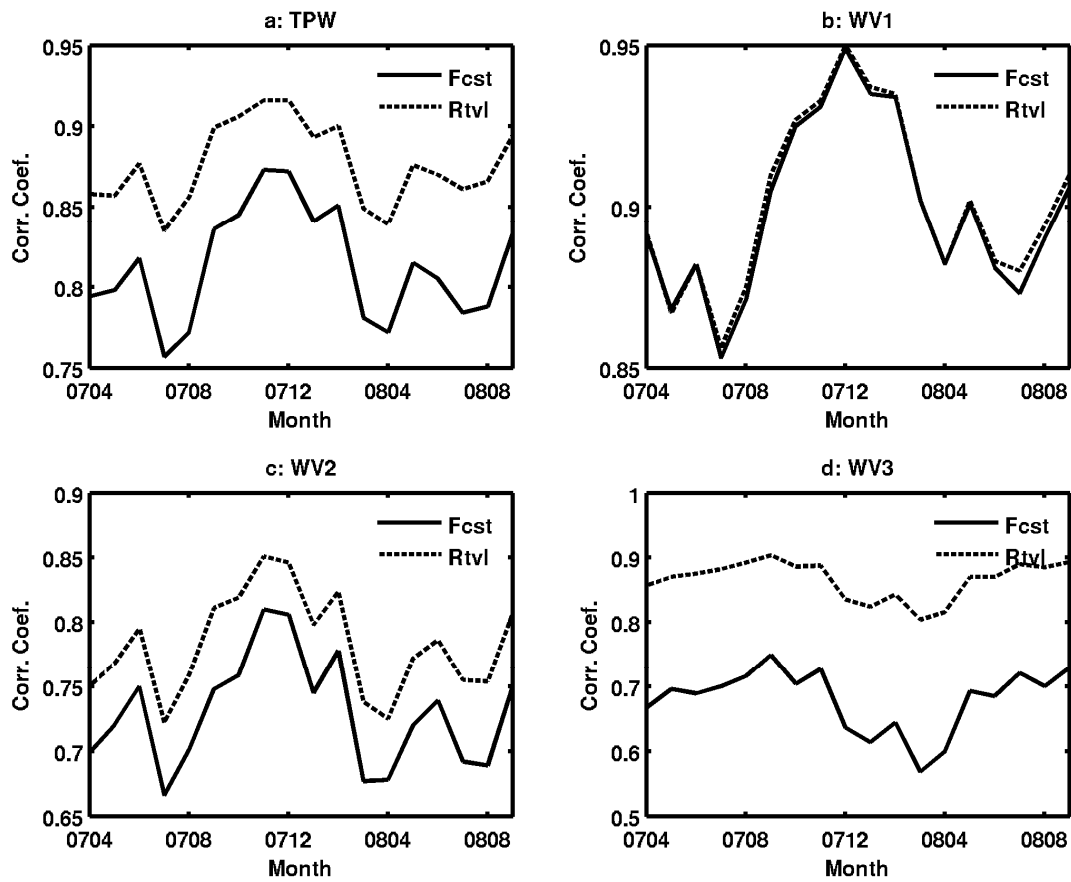 a: TPW
0.95
0.9
0.85
0.8
0.75
Corr. Coef.
Fcst
Rtvl
0704
0708
0712
0804
0808
Month
b: WV1
0.95
0.9
0.85
Corr. Coef.
Fcst
Rtvl
0704
0708
0712
0804
0808
Month
c: WV2
0.9
0.85
0.8
0.75
0.7
0.65
Corr. Coef.
Fcst
Rtvl
0704
0708
0712
0804
0808
Month
d: WV3
1
0.9
0.8
0.7
0.6
0.5
Corr. Coef.
Fcst
Rtvl
0704
0708
0712
0804
0808
Month